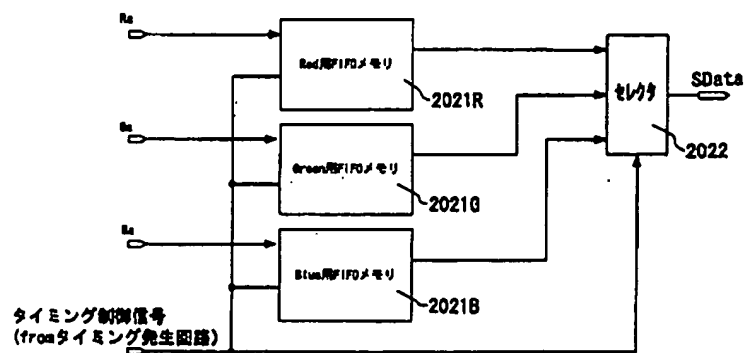 Red用FIFOメモリ
2021R
セレクタ
SData
2022
Green用FIFOメモリ
2021G
Blue用FIFOメモリ
2021B
タイミング制御信号
(fromタイミング発生回路)